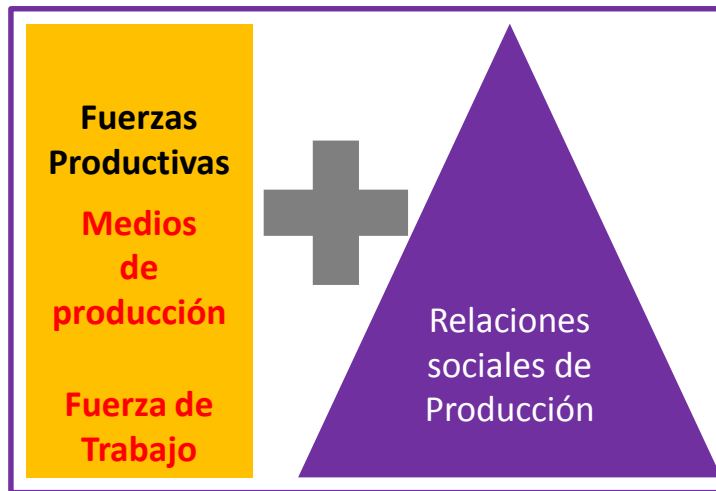 Fuerzas
Productivas
Medios
de
producción
Fuerza de
Trabajo
Relaciones
sociales de
Producción